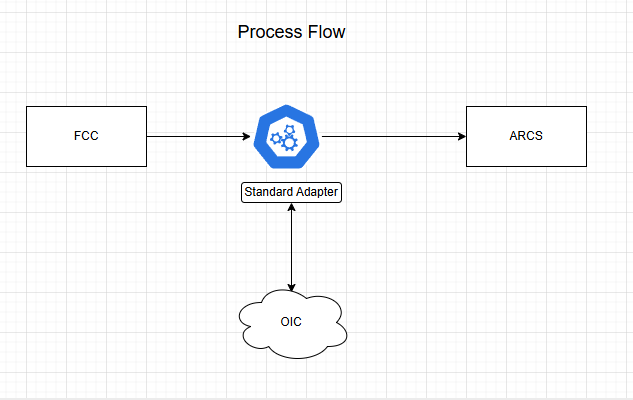 Process Flow
FCC
ARCS
Standard Adapter
OIC